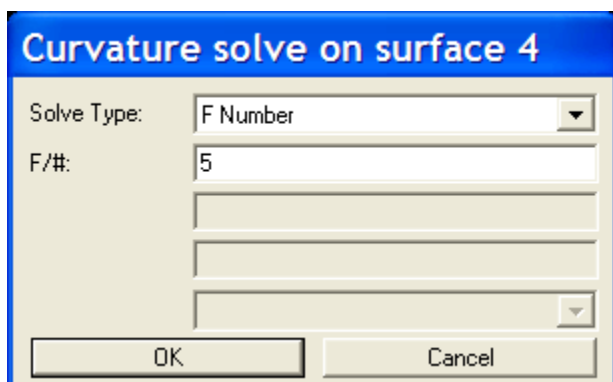 Curvature solve on surface 4
Solve Type: F Number
F/#: 5
OK Cancel